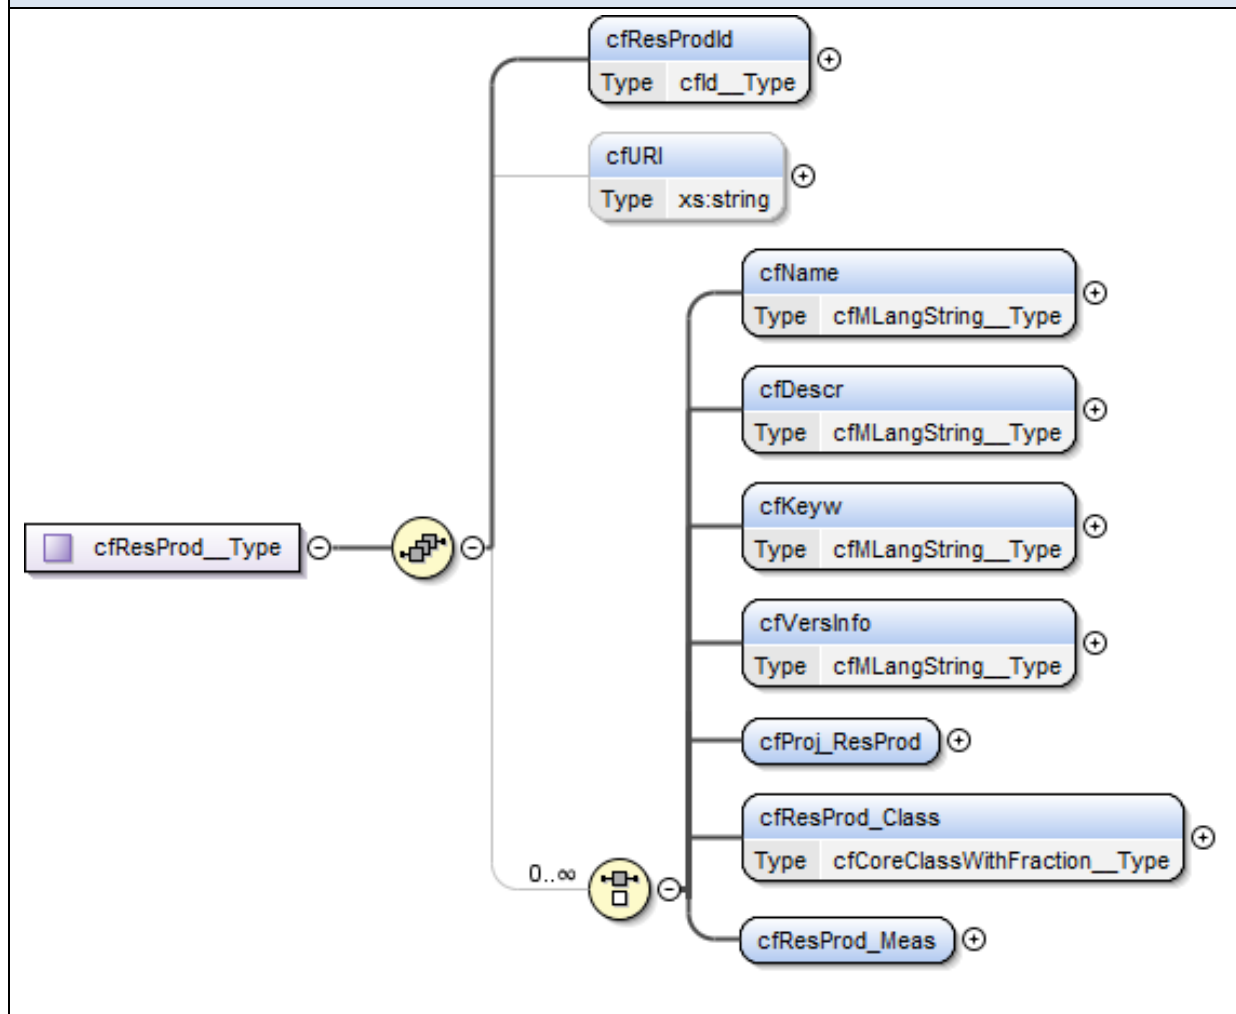 cfResProdId
Type cfId__Type
cfURI
Type xs:string
cfName
Type cfMLangString__Type
cfDescr
Type cfMLangString__Type
cfKeyw
Type cfMLangString__Type
cfResProd__Type
cfVersInfo
Type cfMLangString__Type
cfProj_ResProd
cfResProd_Class
Type cfCoreClassWithFraction__Type
0..∞
cfResProd_Meas